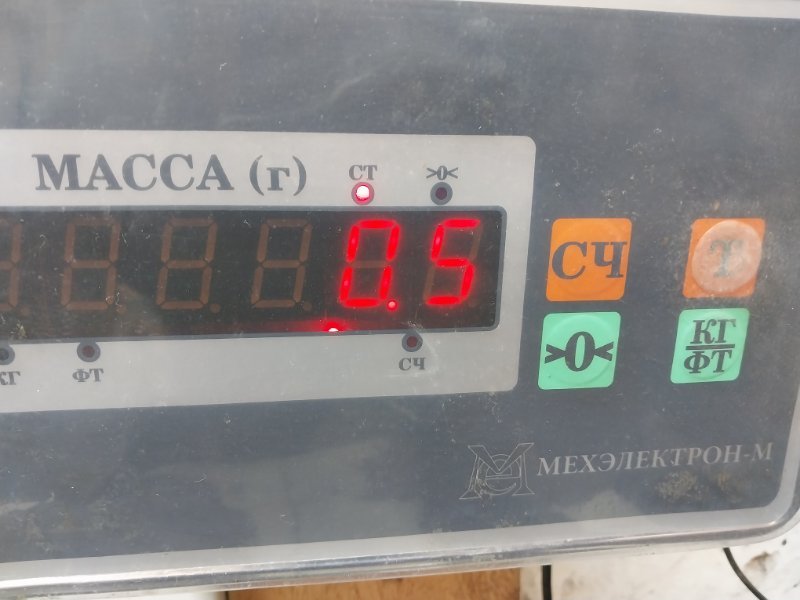 МАССА (г) СТ >0<
0.5
СЧ Т
>0< КГ/ФТ
КГ ФТ СЧ
МЕХЭЛЕКТРОН-М